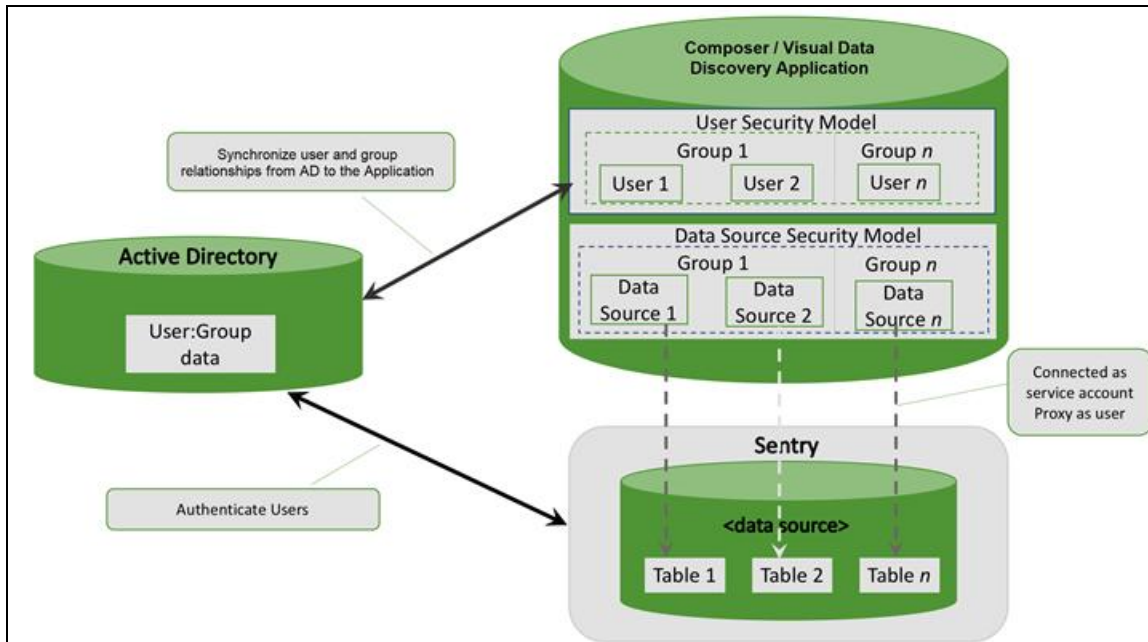 Composer / Visual Data
Discovery Application
User Security Model
Group 1
Group n
User 1
User 2
User n
Synchronize user and group
relationships from AD to the Application
Data Source Security Model
Group 1
Group n
Data
Source 1
Data
Source 2
Data
Source n
Active Directory
User:Group
data
Connected as
service account
Proxy as user
Sentry
Authenticate Users
<data source>
Table 1
Table 2
Table n